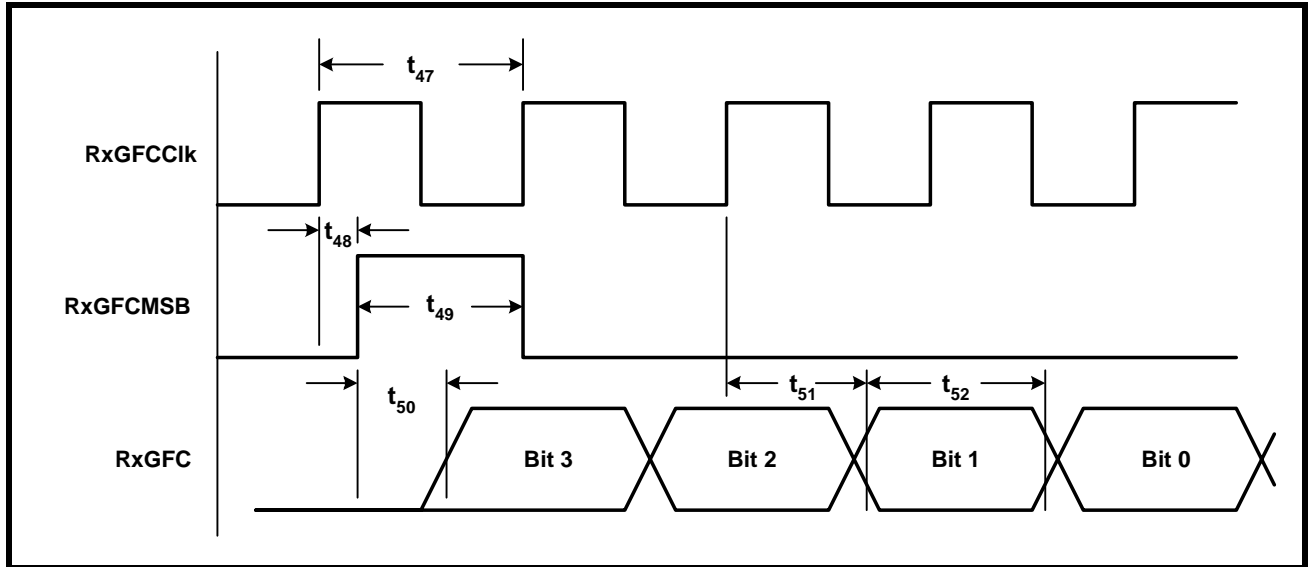 t47
RxGFCClk
t48
RxGFCMSB
t49
t50
t51
t52
RxGFC
Bit 3
Bit 2
Bit 1
Bit 0